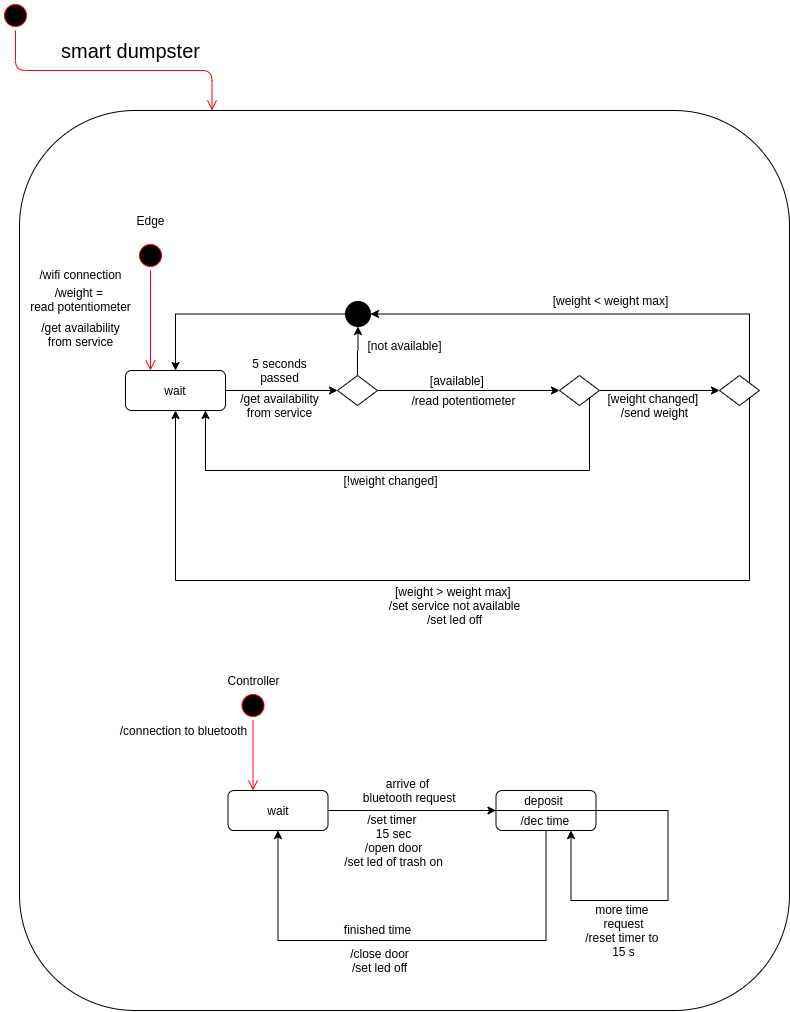 smart dumpster
Edge
/wifi connection
/weight =
read potentiometer
/get availability
from service
wait
5 seconds
passed
/get availability
from service
[not available]
[available]
/read potentiometer
[weight < weight max]
[weight changed]
/send weight
[!weight changed]
[weight > weight max]
/set service not available
/set led off
Controller
/connection to bluetooth
wait
arrive of
bluetooth request
/set timer
15 sec
/open door
/set led of trash on
deposit
/dec time
more time
request
/reset timer to
15 s
finished time
/close door
/set led off